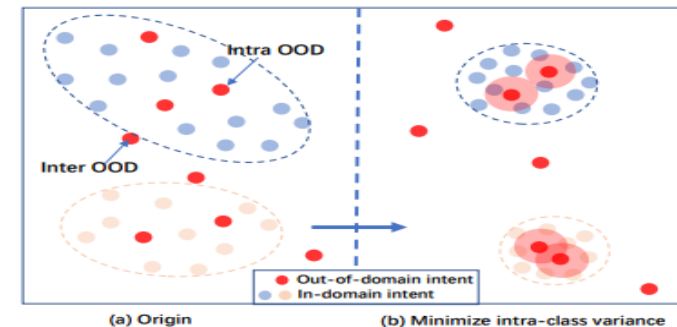 Intra OOD
Inter OOD
Out-of-domain intent
In-domain intent
(a) Origin
(b) Minimize intra-class variance